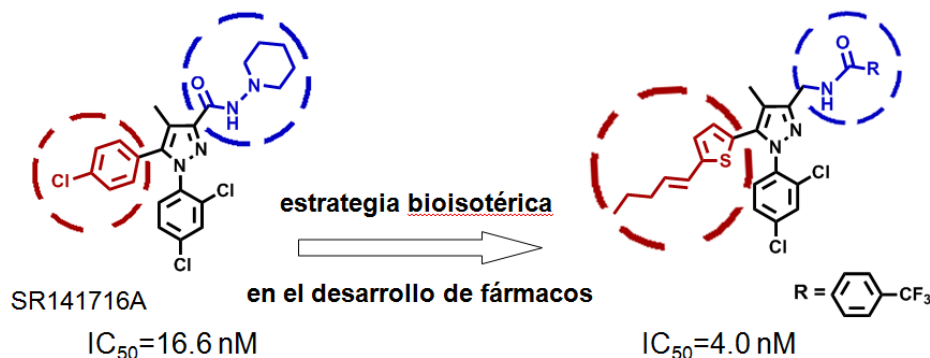 O
N
H
N
N
N
Cl
Cl
Cl
SR141716A
IC50=16.6 nM
estrategia bioisotérica
en el desarrollo de fármacos
O
R
N
H
S
N
N
Cl
Cl
R = CF3
IC50=4.0 nM